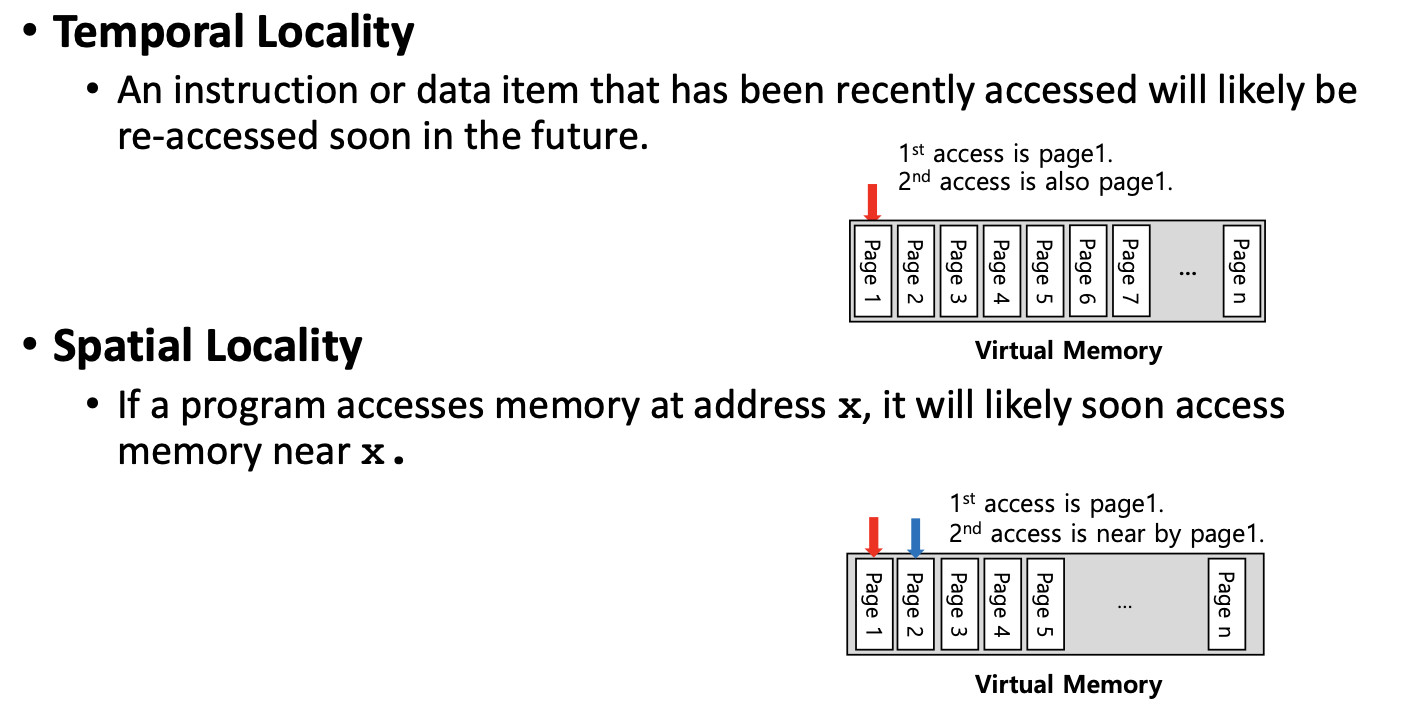 • Temporal Locality
• An instruction or data item that has been recently accessed will likely be
re-accessed soon in the future.
1st access is page1.
2nd access is also page1.
Page 1 Page 2 Page 3 Page 4 Page 5 Page 6 Page 7 ... Page n
Virtual Memory
• Spatial Locality
• If a program accesses memory at address x, it will likely soon access
memory near x.
1st access is page1.
2nd access is near by page1.
Page 1 Page 2 Page 3 Page 4 Page 5 ... Page n
Virtual Memory